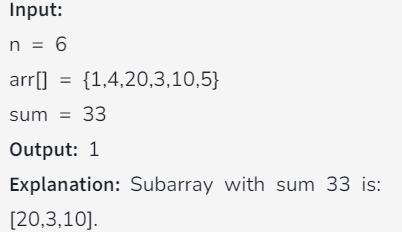 Input:
n = 6
arr[] = {1,4,20,3,10,5}
sum = 33
Output: 1
Explanation: Subarray with sum 33 is:
[20,3,10].